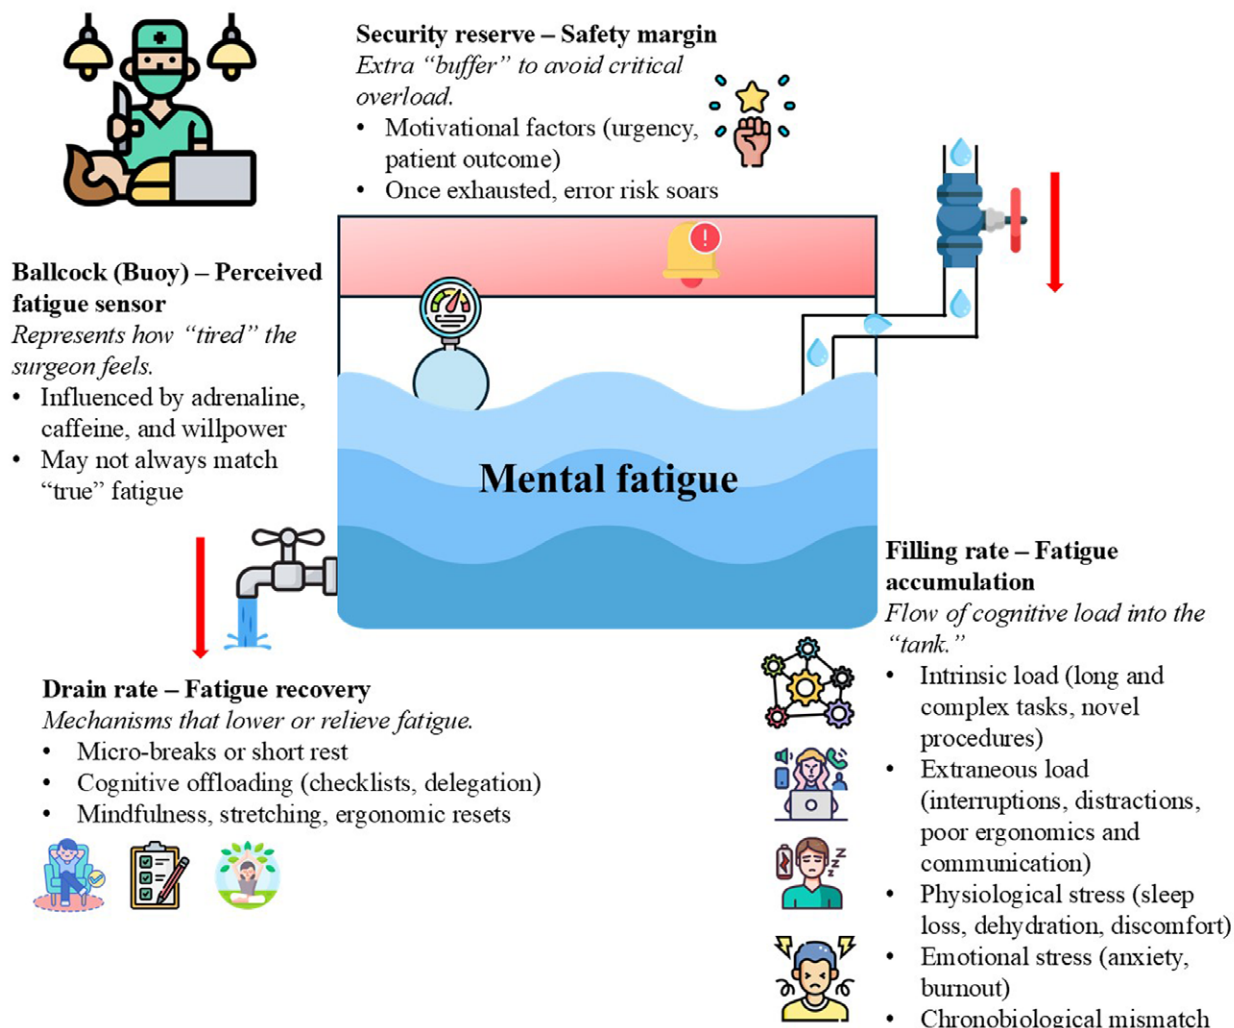 Security reserve – Safety margin
Extra “buffer” to avoid critical
overload.
• Motivational factors (urgency,
patient outcome)
• Once exhausted, error risk soars
Ballcock (Buoy) – Perceived
fatigue sensor
Represents how “tired” the
surgeon feels.
• Influenced by adrenaline,
caffeine, and willpower
• May not always match
“true” fatigue
Mental fatigue
Drain rate – Fatigue recovery
Mechanisms that lower or relieve fatigue.
• Micro-breaks or short rest
• Cognitive offloading (checklists, delegation)
• Mindfulness, stretching, ergonomic resets
Filling rate – Fatigue
accumulation
Flow of cognitive load into the
“tank.”
• Intrinsic load (long and
complex tasks, novel
procedures)
• Extraneous load
(interruptions, distractions,
poor ergonomics and
communication)
• Physiological stress (sleep
loss, dehydration, discomfort)
• Emotional stress (anxiety,
burnout)
• Chronobiological mismatch